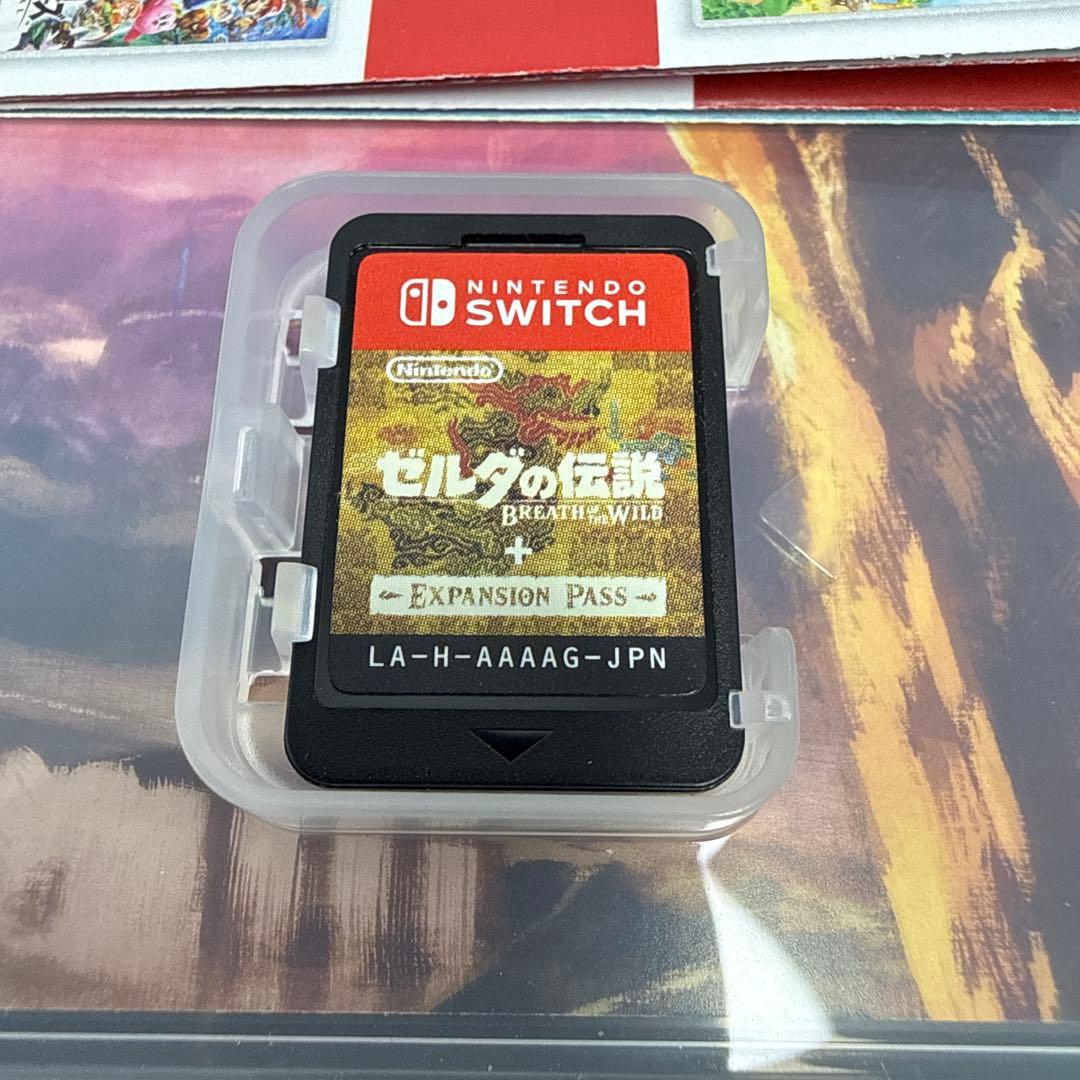 NINTENDO
SWITCH
Nintendo
ゼルダの伝説
BREATH OF THE WILD
+
EXPANSION PASS
LA-H-AAAAG-JPN